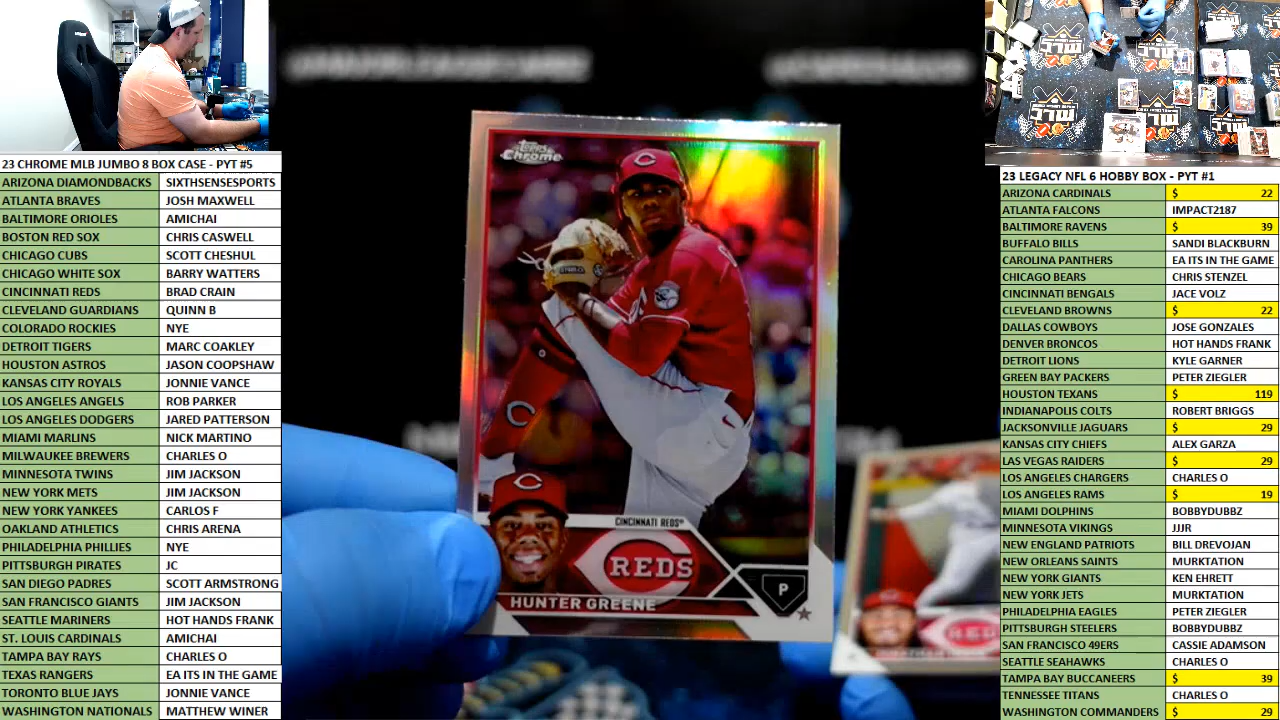 23 CHROME MLB JUMBO 8 BOX CASE - PYT #5
ARIZONA DIAMONDBACKS SIXTHSENSESPORTS
ATLANTA BRAVES JOSH MAXWELL
BALTIMORE ORIOLES AMICHAI
BOSTON RED SOX CHRIS CASWELL
CHICAGO CUBS SCOTT CHESHUL
CHICAGO WHITE SOX BARRY WATTERS
CINCINNATI REDS BRAD CRAIN
CLEVELAND GUARDIANS QUINN B
COLORADO ROCKIES NYE
DETROIT TIGERS MARC COAKLEY
HOUSTON ASTROS JASON COOPSHAW
KANSAS CITY ROYALS JONNIE VANCE
LOS ANGELES ANGELS ROB PARKER
LOS ANGELES DODGERS JARED PATTERSON
MIAMI MARLINS NICK MARTINO
MILWAUKEE BREWERS CHARLES O
MINNESOTA TWINS JIM JACKSON
NEW YORK METS JIM JACKSON
NEW YORK YANKEES CARLOS F
OAKLAND ATHLETICS CHRIS ARENA
PHILADELPHIA PHILLIES NYE
PITTSBURGH PIRATES JC
SAN DIEGO PADRES SCOTT ARMSTRONG
SAN FRANCISCO GIANTS JIM JACKSON
SEATTLE MARINERS HOT HANDS FRANK
ST. LOUIS CARDINALS AMICHAI
TAMPA BAY RAYS CHARLES O
TEXAS RANGERS EA ITS IN THE GAME
TORONTO BLUE JAYS JONNIE VANCE
WASHINGTON NATIONALS MATTHEW WINER
Topps
Chrome
CINCINNATI REDS
REDS
P
HUNTER GREENE
23 LEGACY NFL 6 HOBBY BOX - PYT #1
ARIZONA CARDINALS $ 22
ATLANTA FALCONS IMPACT2187
BALTIMORE RAVENS $ 39
BUFFALO BILLS SANDI BLACKBURN
CAROLINA PANTHERS EA ITS IN THE GAME
CHICAGO BEARS CHRIS STENZEL
CINCINNATI BENGALS JACE VOLZ
CLEVELAND BROWNS $ 22
DALLAS COWBOYS JOSE GONZALES
DENVER BRONCOS HOT HANDS FRANK
DETROIT LIONS KYLE GARNER
GREEN BAY PACKERS PETER ZIEGLER
HOUSTON TEXANS $ 119
INDIANAPOLIS COLTS ROBERT BRIGGS
JACKSONVILLE JAGUARS $ 29
KANSAS CITY CHIEFS ALEX GARZA
LAS VEGAS RAIDERS $ 29
LOS ANGELES CHARGERS CHARLES O
LOS ANGELES RAMS $ 19
MIAMI DOLPHINS BOBBYDUBBZ
MINNESOTA VIKINGS JJJR
NEW ENGLAND PATRIOTS BILL DREVOJAN
NEW ORLEANS SAINTS MURKTATION
NEW YORK GIANTS KEN EHRETT
NEW YORK JETS MURKTATION
PHILADELPHIA EAGLES PETER ZIEGLER
PITTSBURGH STEELERS BOBBYDUBBZ
SAN FRANCISCO 49ERS CASSIE ADAMSON
SEATTLE SEAHAWKS CHARLES O
TAMPA BAY BUCCANEERS $ 39
TENNESSEE TITANS CHARLES O
WASHINGTON COMMANDERS $ 29